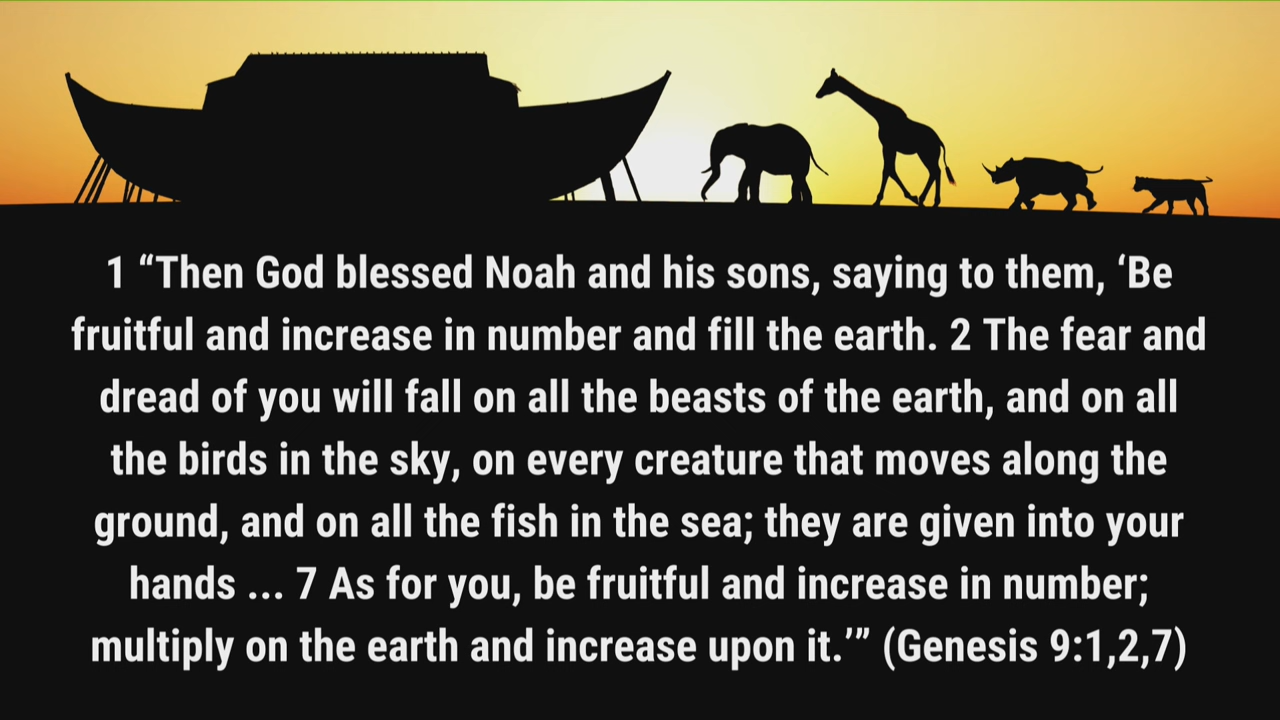 1 “Then God blessed Noah and his sons, saying to them, ‘Be
fruitful and increase in number and fill the earth. 2 The fear and
dread of you will fall on all the beasts of the earth, and on all
the birds in the sky, on every creature that moves along the
ground, and on all the fish in the sea; they are given into your
hands ... 7 As for you, be fruitful and increase in number;
multiply on the earth and increase upon it.’” (Genesis 9:1,2,7)